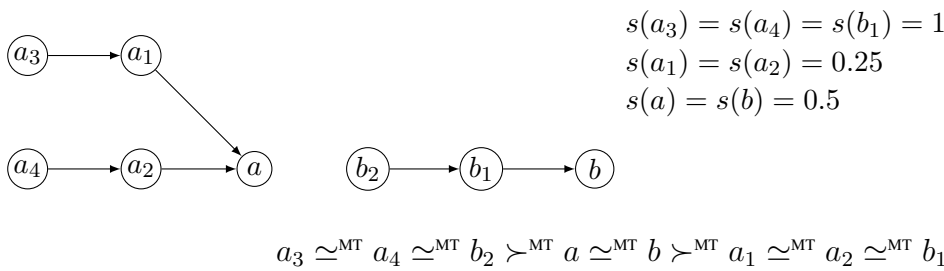 s(a₃) = s(a₄) = s(b₁) = 1
s(a₁) = s(a₂) = 0.25
s(a) = s(b) = 0.5
a₃ a₁
a₄ a₂ a b₂ b₁ b
a₃ ≃ᴹᵀ a₄ ≃ᴹᵀ b₂ ≻ᴹᵀ a ≃ᴹᵀ b ≻ᴹᵀ a₁ ≃ᴹᵀ a₂ ≃ᴹᵀ b₁